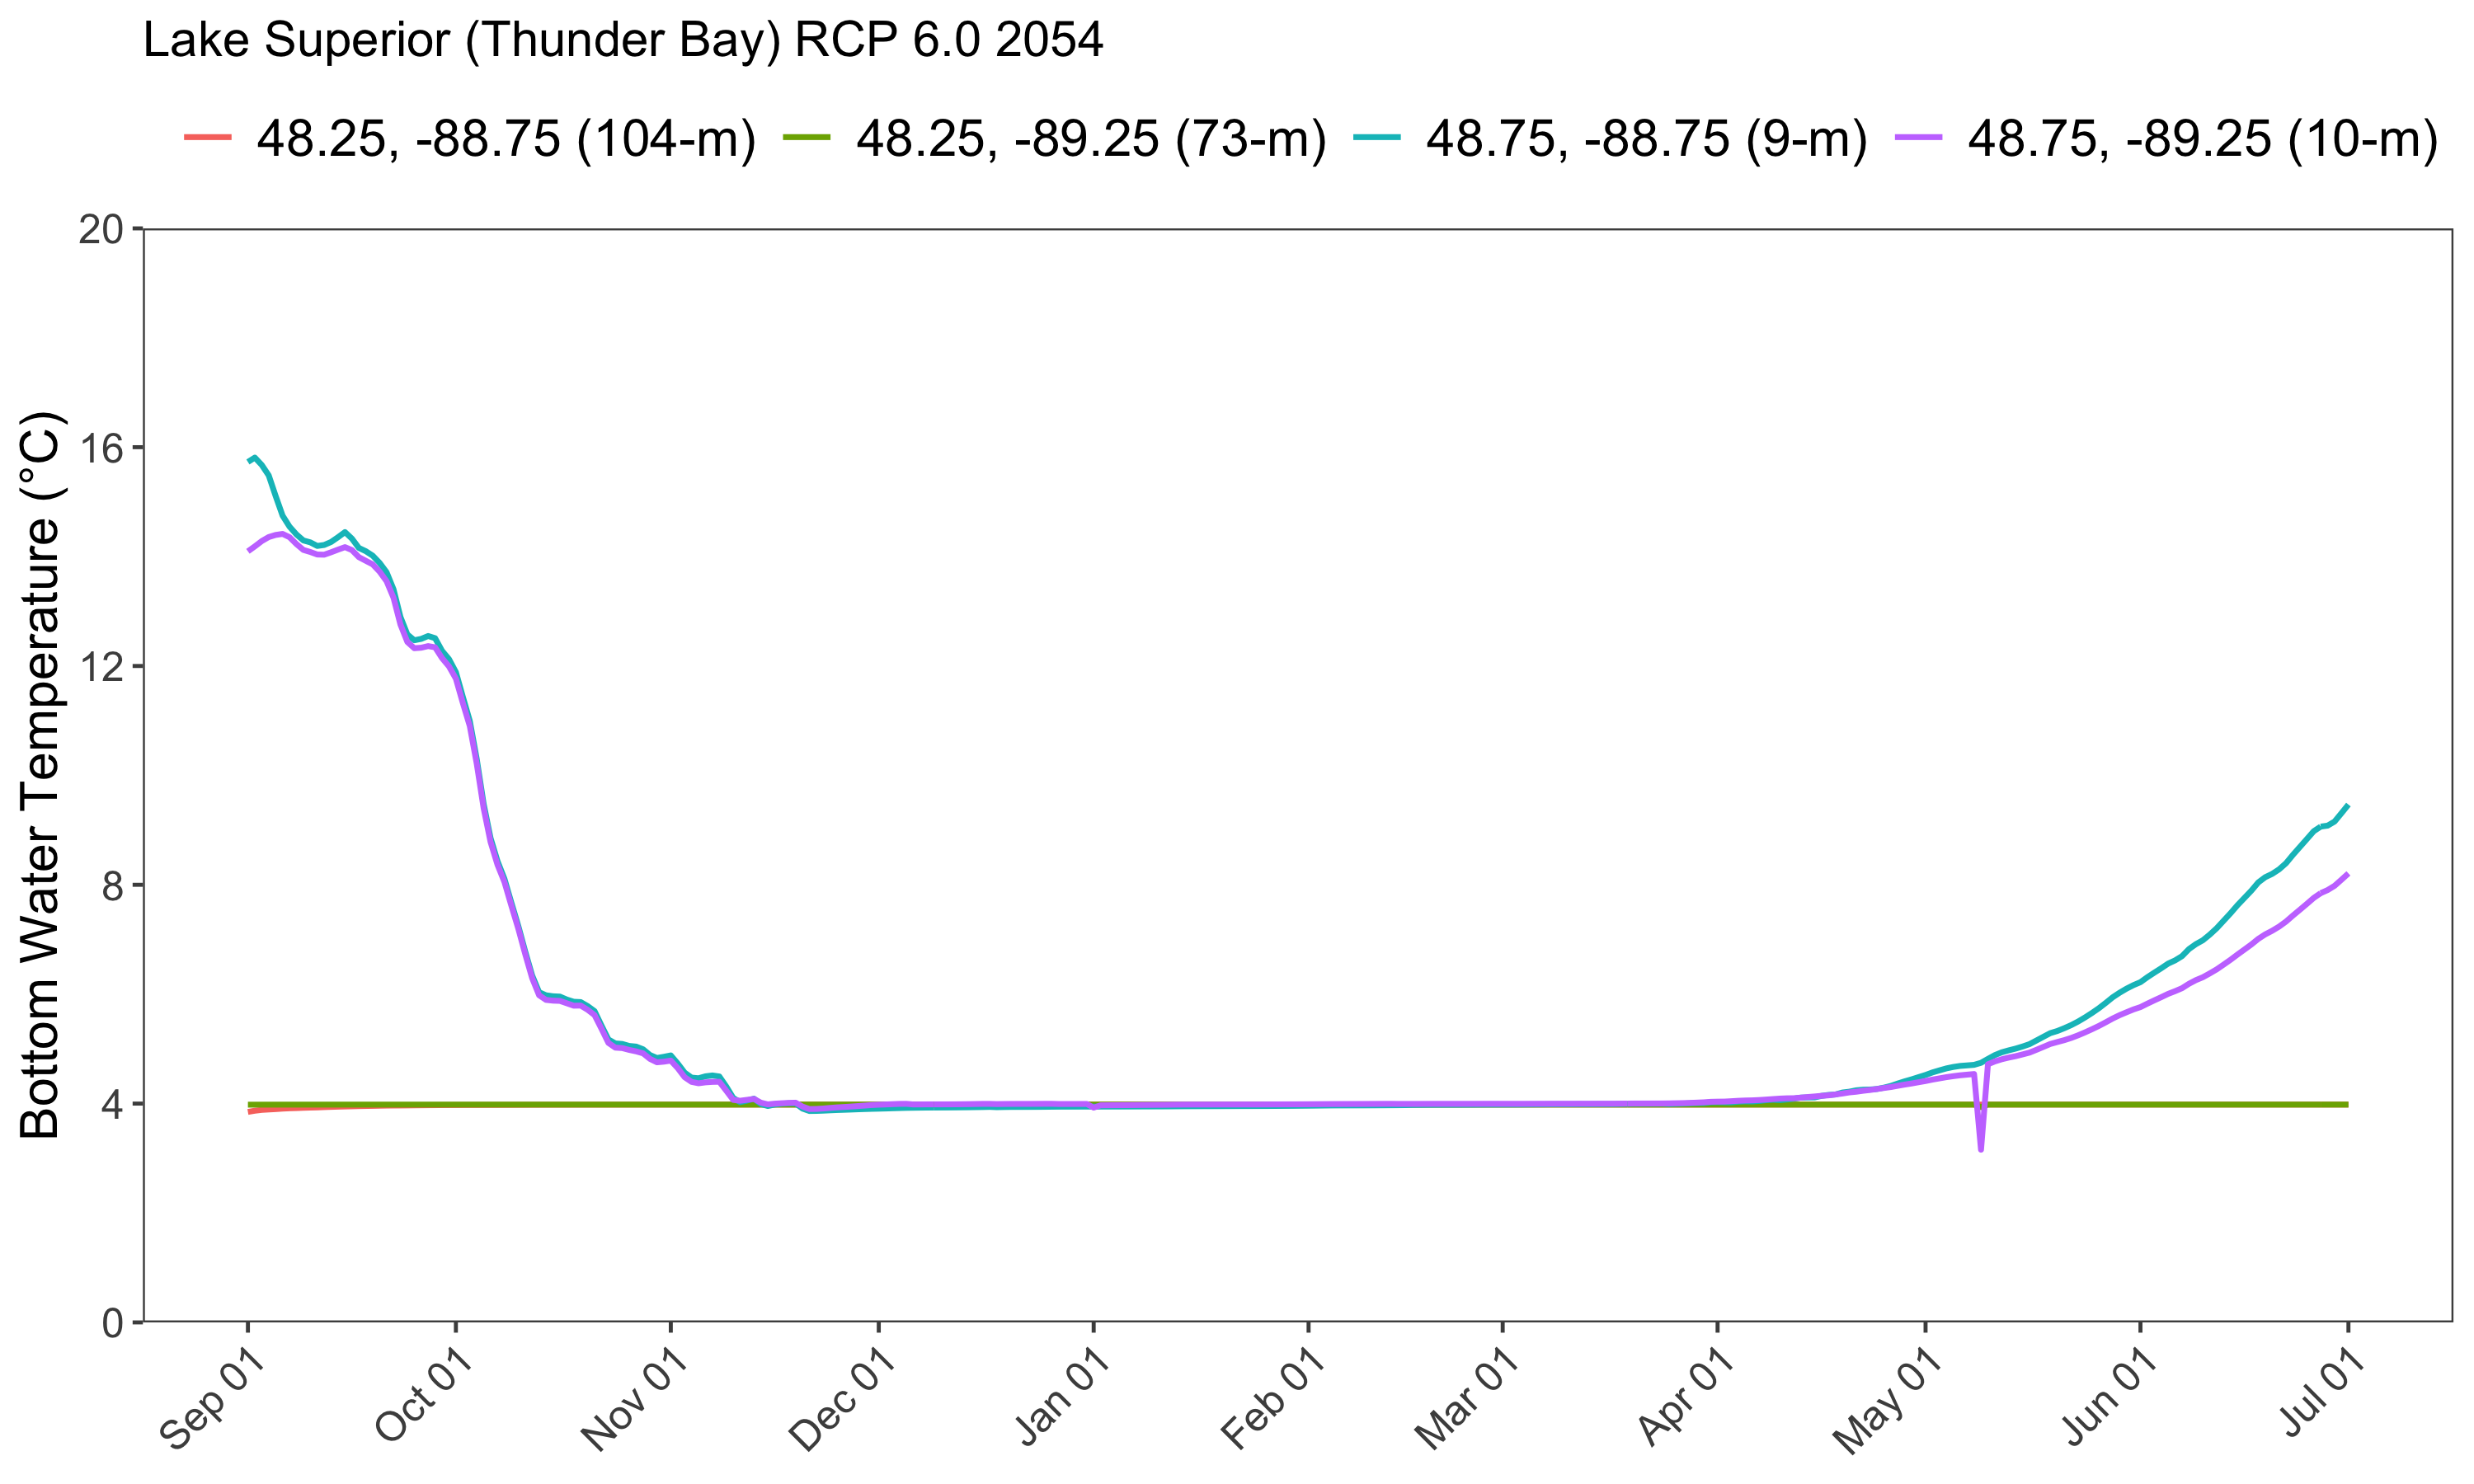 Lake Superior (Thunder Bay) RCP 6.0 2054
48.25, -88.75 (104-m) 48.25, -89.25 (73-m) 48.75, -88.75 (9-m) 48.75, -89.25 (10-m)
Bottom Water Temperature (°C)
20
16
12
8
4
0
Sep 01 Oct 01 Nov 01 Dec 01 Jan 01 Feb 01 Mar 01 Apr 01 May 01 Jun 01 Jul 01